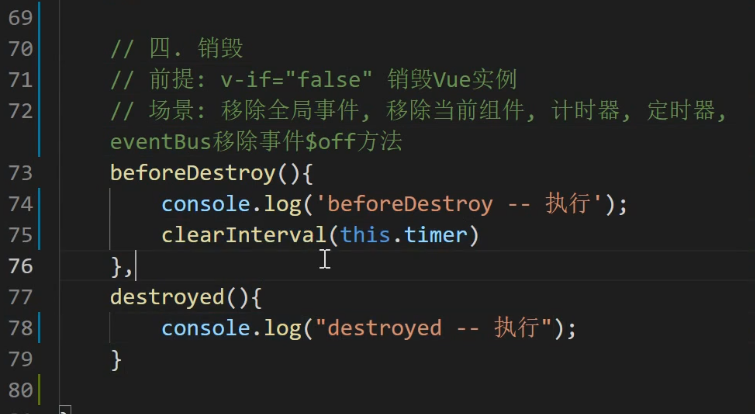 69
70 // 四. 销毁
71 // 前提: v-if="false" 销毁Vue实例
72 // 场景: 移除全局事件, 移除当前组件, 计时器, 定时器,
eventBus移除事件$off方法
73 beforeDestroy(){
74 console.log('beforeDestroy -- 执行');
75 clearInterval(this.timer)
76 },
77 destroyed(){
78 console.log("destroyed -- 执行");
79 }
80